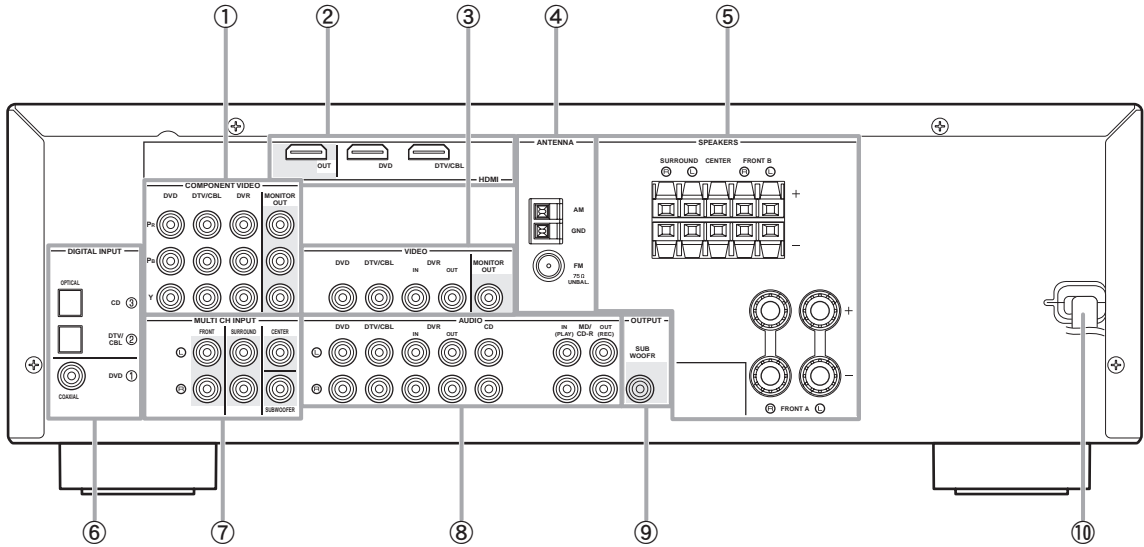 ① ② ③ ④ ⑤
ANTENNA
SPEAKERS
SURROUND CENTER FRONT B
R L R L
+
–
OUT DVD DTV/CBL
HDMI
COMPONENT VIDEO
DVD DTV/CBL DVR MONITOR
OUT
PR
PB
Y
AM
GND
FM
75 Ω
UNBAL.
DIGITAL INPUT
OPTICAL
CD ③
DTV/
CBL ②
DVD ①
COAXIAL
VIDEO
DVD DTV/CBL DVR MONITOR
IN OUT OUT
MULTI CH INPUT
FRONT SURROUND CENTER
L
R
SUBWOOFER
AUDIO
DVD DTV/CBL DVR CD IN MD/ OUT
IN OUT (PLAY) CD-R (REC)
L
R
OUTPUT
SUB
WOOFR
+
–
R FRONT A L
⑥ ⑦ ⑧ ⑨ ⑩